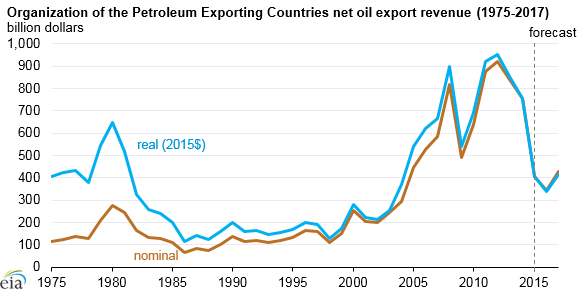 Organization of the Petroleum Exporting Countries net oil export revenue (1975-2017)
billion dollars
forecast
1,000
900
800
700
600
500
400
300
200
100
0
real (2015$)
nominal
1975 1980 1985 1990 1995 2000 2005 2010 2015
eia